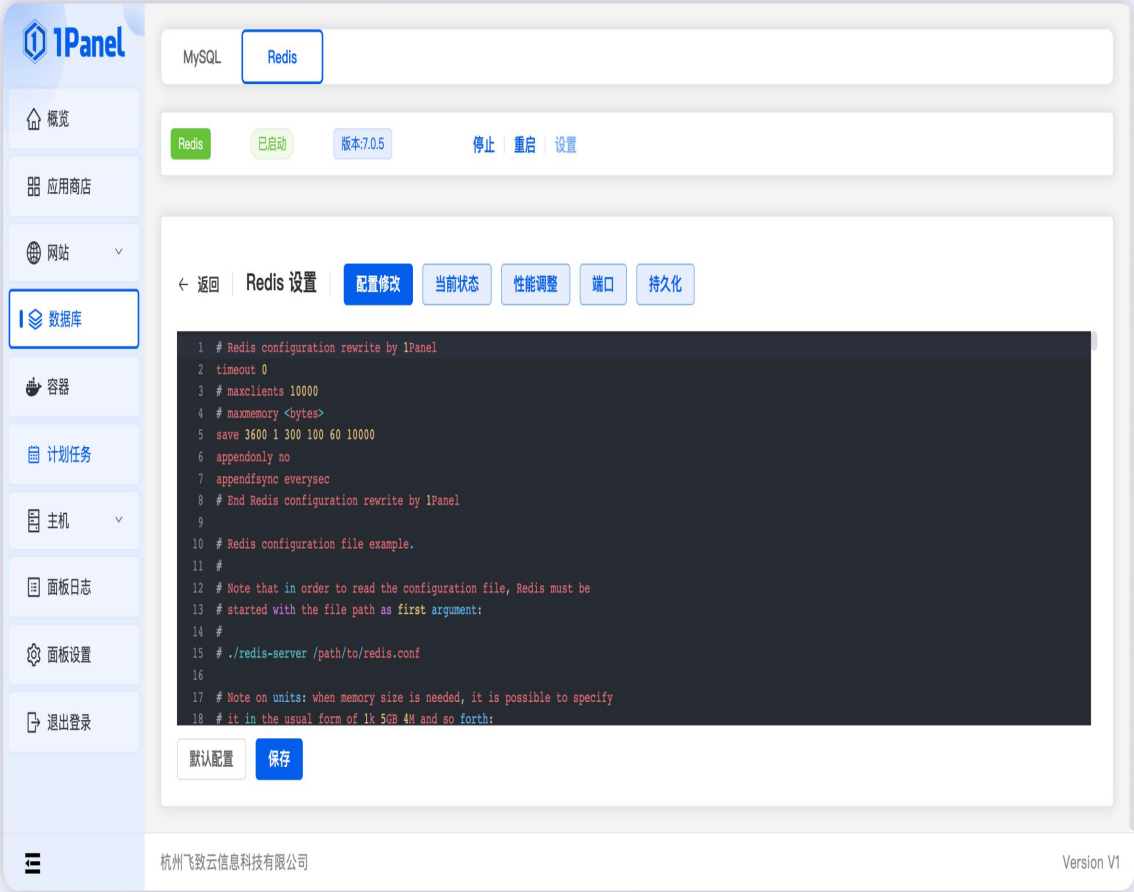 1Panel
MySQL Redis
概览
Redis 已启动 版本:7.0.5 停止 重启 设置
应用商店
网站
← 返回 Redis 设置 配置修改 当前状态 性能调整 端口 持久化
数据库
容器
计划任务
主机
面板日志
面板设置
退出登录
1 # Redis configuration rewrite by 1Panel
2 timeout 0
3 # maxclients 10000
4 # maxmemory <bytes>
5 save 3600 1 300 100 60 10000
6 appendonly no
7 appendfsync everysec
8 # End Redis configuration rewrite by 1Panel
9
10 # Redis configuration file example.
11 #
12 # Note that in order to read the configuration file, Redis must be
13 # started with the file path as first argument:
14 #
15 # ./redis-server /path/to/redis.conf
16
17 # Note on units: when memory size is needed, it is possible to specify
18 # it in the usual form of 1k 5GB 4M and so forth:
默认配置 保存
杭州飞致云信息科技有限公司 Version V1